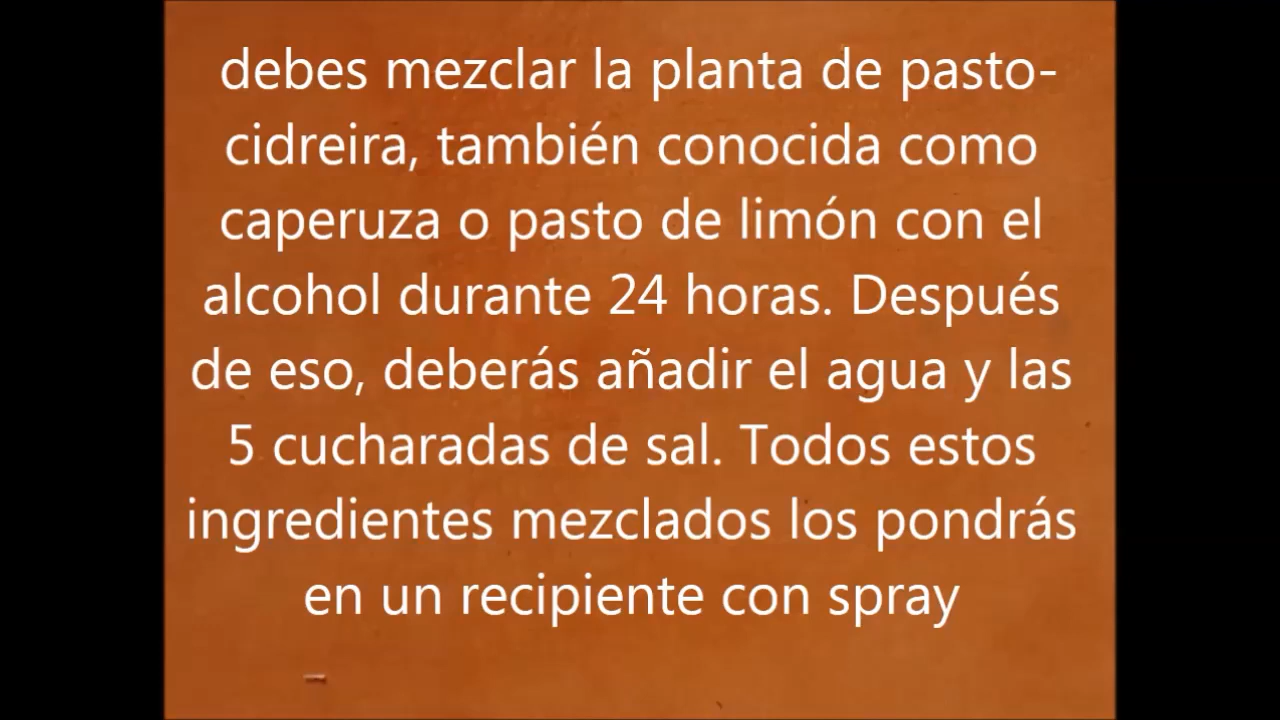 debes mezclar la planta de pasto-
cidreira, también conocida como
caperuza o pasto de limón con el
alcohol durante 24 horas. Después
de eso, deberás añadir el agua y las
5 cucharadas de sal. Todos estos
ingredientes mezclados los pondrás
en un recipiente con spray